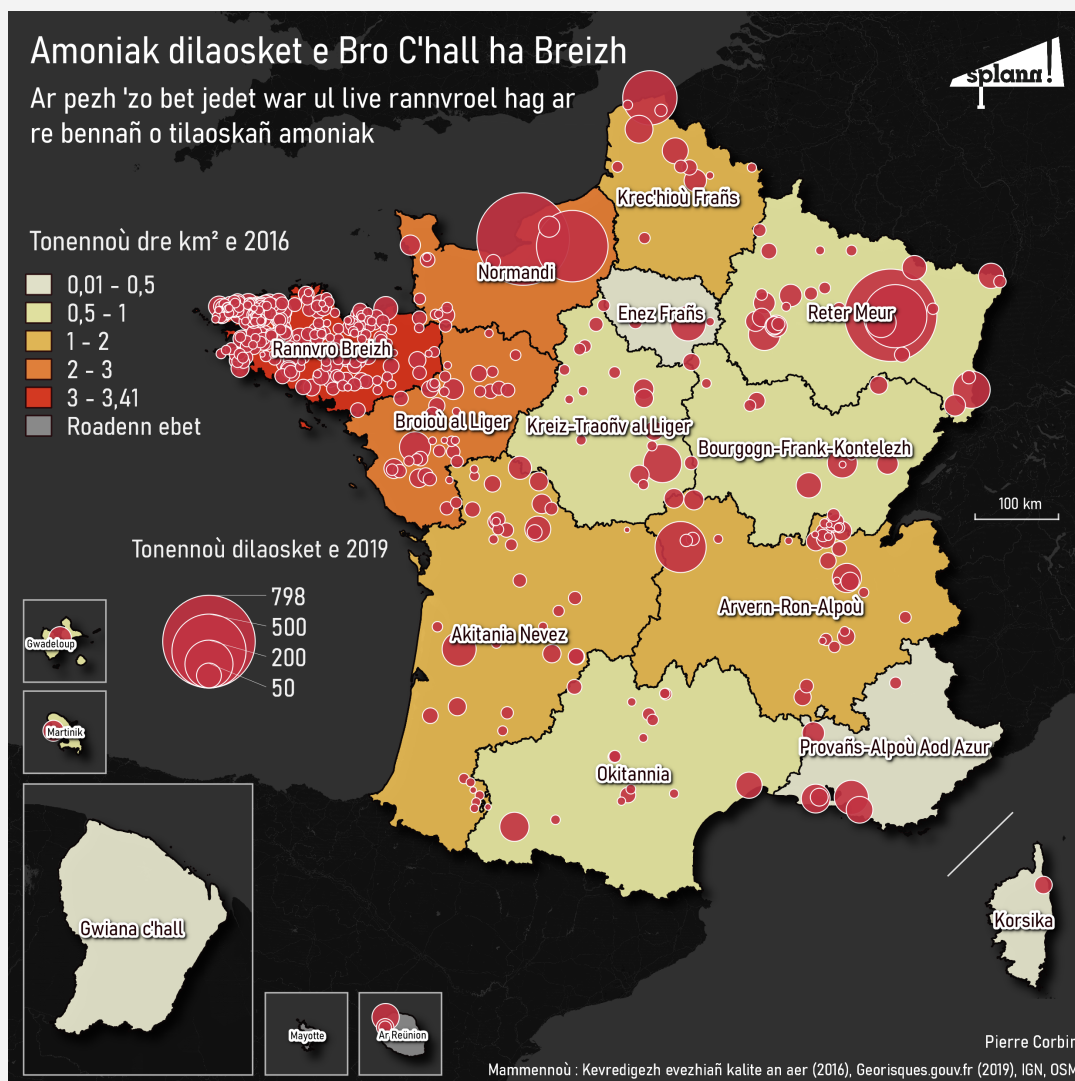 Amoniak dilaosket e Bro C'hall ha Breizh
Ar pezh 'zo bet jedet war ul live rannvroel hag ar
re bennañ o tilaoskañ amoniak
splann!
Krec'hioù Frañs
Tonennoù dre km² e 2016
0,01 - 0,5
0,5 - 1
1 - 2
2 - 3
3 - 3,41
Roadenn ebet
Normandi
Enez Frañs
Reter Meur
Rannvro Breizh
Broioù al Liger
Kreiz-Traoñv al Liger
Bourgogn-Frank-Kontelezh
100 km
Tonennoù dilaosket e 2019
798
500
200
50
Arvern-Ron-Alpoù
Akitania Nevez
Gwadeloup
Martinik
Provañs-Alpoù Aod Azur
Okitannia
Gwiana c'hall
Korsika
Mayotte
Ar Reünion
Pierre Corbin
Mammennoù : Kevredigezh evezhiañ kalite an aer (2016), Georisques.gouv.fr (2019), IGN, OSM